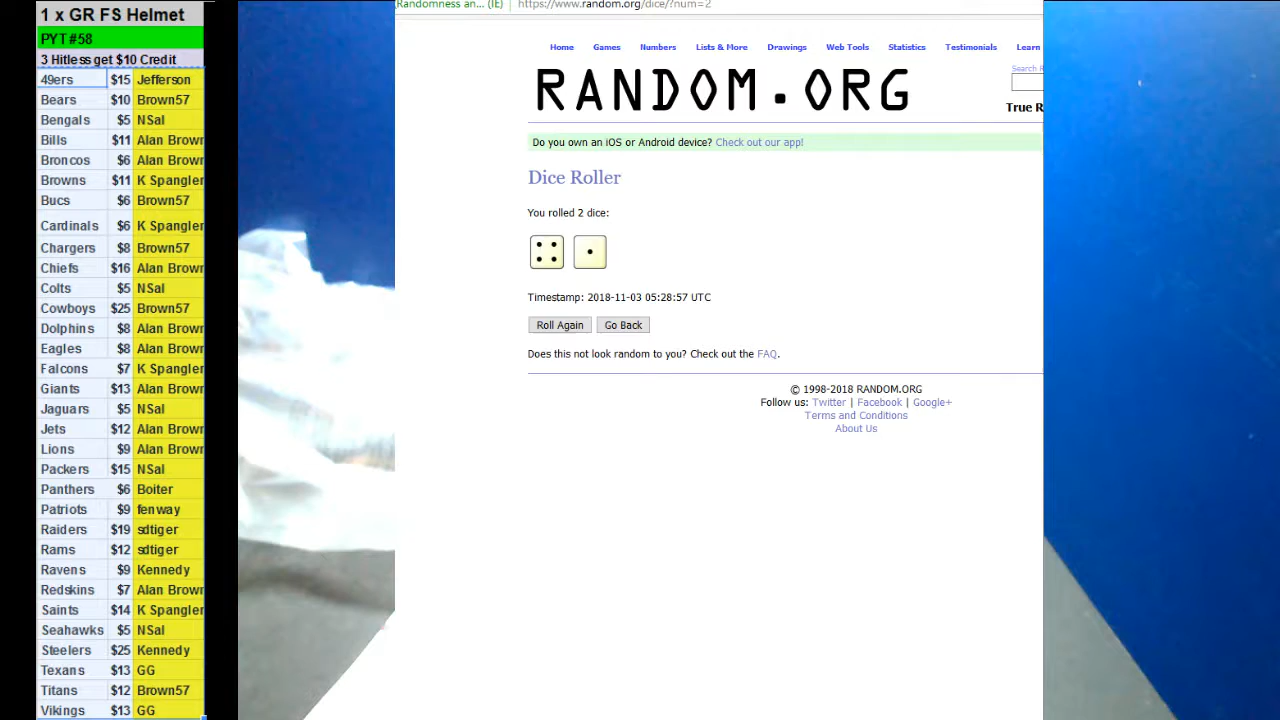 1 x GR FS Helmet
PYT #58
3 Hitless get $10 Credit
49ers $15 Jefferson
Bears $10 Brown57
Bengals $5 NSal
Bills $11 Alan Brown
Broncos $6 Alan Brown
Browns $11 K Spangler
Bucs $6 Brown57
Cardinals $6 K Spangler
Chargers $8 Brown57
Chiefs $16 Alan Brown
Colts $5 NSal
Cowboys $25 Brown57
Dolphins $8 Alan Brown
Eagles $8 Alan Brown
Falcons $7 K Spangler
Giants $13 Alan Brown
Jaguars $5 NSal
Jets $12 Alan Brown
Lions $9 Alan Brown
Packers $15 NSal
Panthers $6 Boiter
Patriots $9 fenway
Raiders $19 sdtiger
Rams $12 sdtiger
Ravens $9 Kennedy
Redskins $7 Alan Brown
Saints $14 K Spangler
Seahawks $5 NSal
Steelers $25 Kennedy
Texans $13 GG
Titans $12 Brown57
Vikings $13 GG
(Randomness an... (IE) https://www.random.org/dice/?num=2
Home Games Numbers Lists & More Drawings Web Tools Statistics Testimonials Learn
Search R
RANDOM.ORG
True R
Do you own an iOS or Android device? Check out our app!
Dice Roller
You rolled 2 dice:
Timestamp: 2018-11-03 05:28:57 UTC
Roll Again Go Back
Does this not look random to you? Check out the FAQ.
© 1998-2018 RANDOM.ORG
Follow us: Twitter | Facebook | Google+
Terms and Conditions
About Us